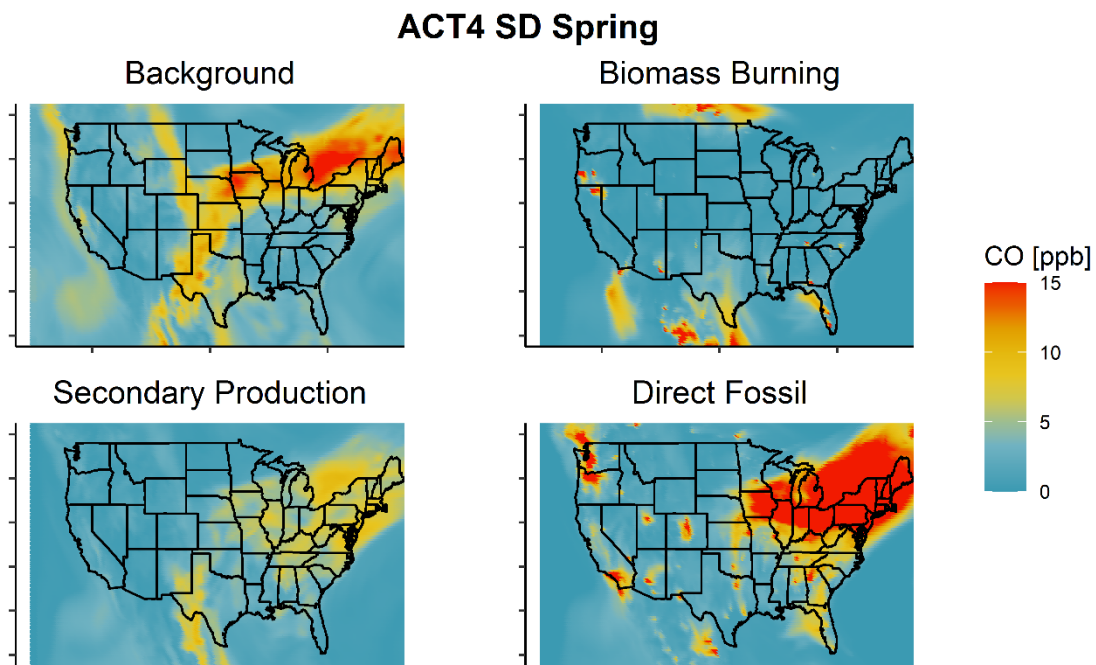 ACT4 SD Spring
Background
Biomass Burning
CO [ppb]
15
10
5
0
Secondary Production
Direct Fossil